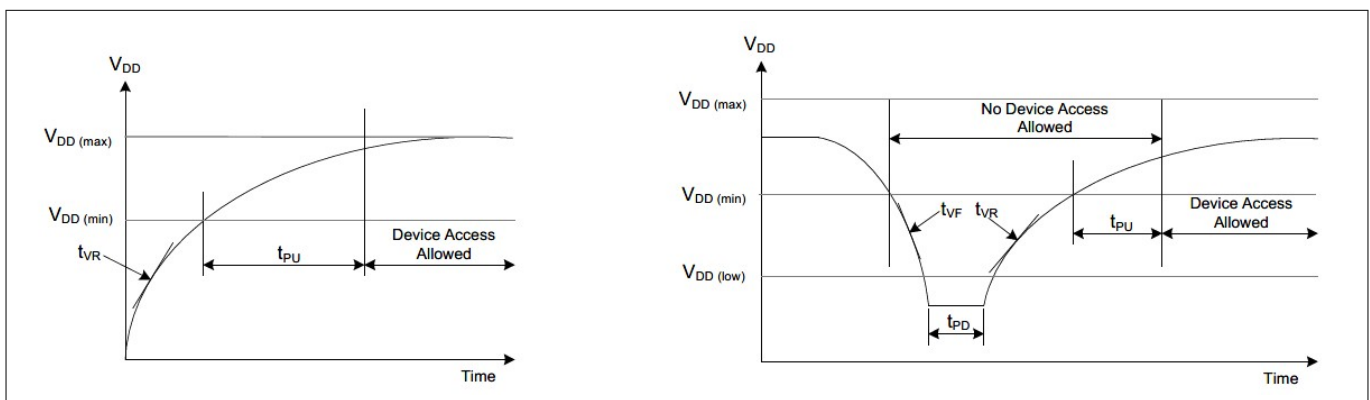 VDD
VDD (max)
VDD (min)
tVR
tPU
Device Access
Allowed
Time
VDD
VDD (max)
No Device Access
Allowed
VDD (min)
tVF
tVR
tPU
Device Access
Allowed
VDD (low)
tPD
Time